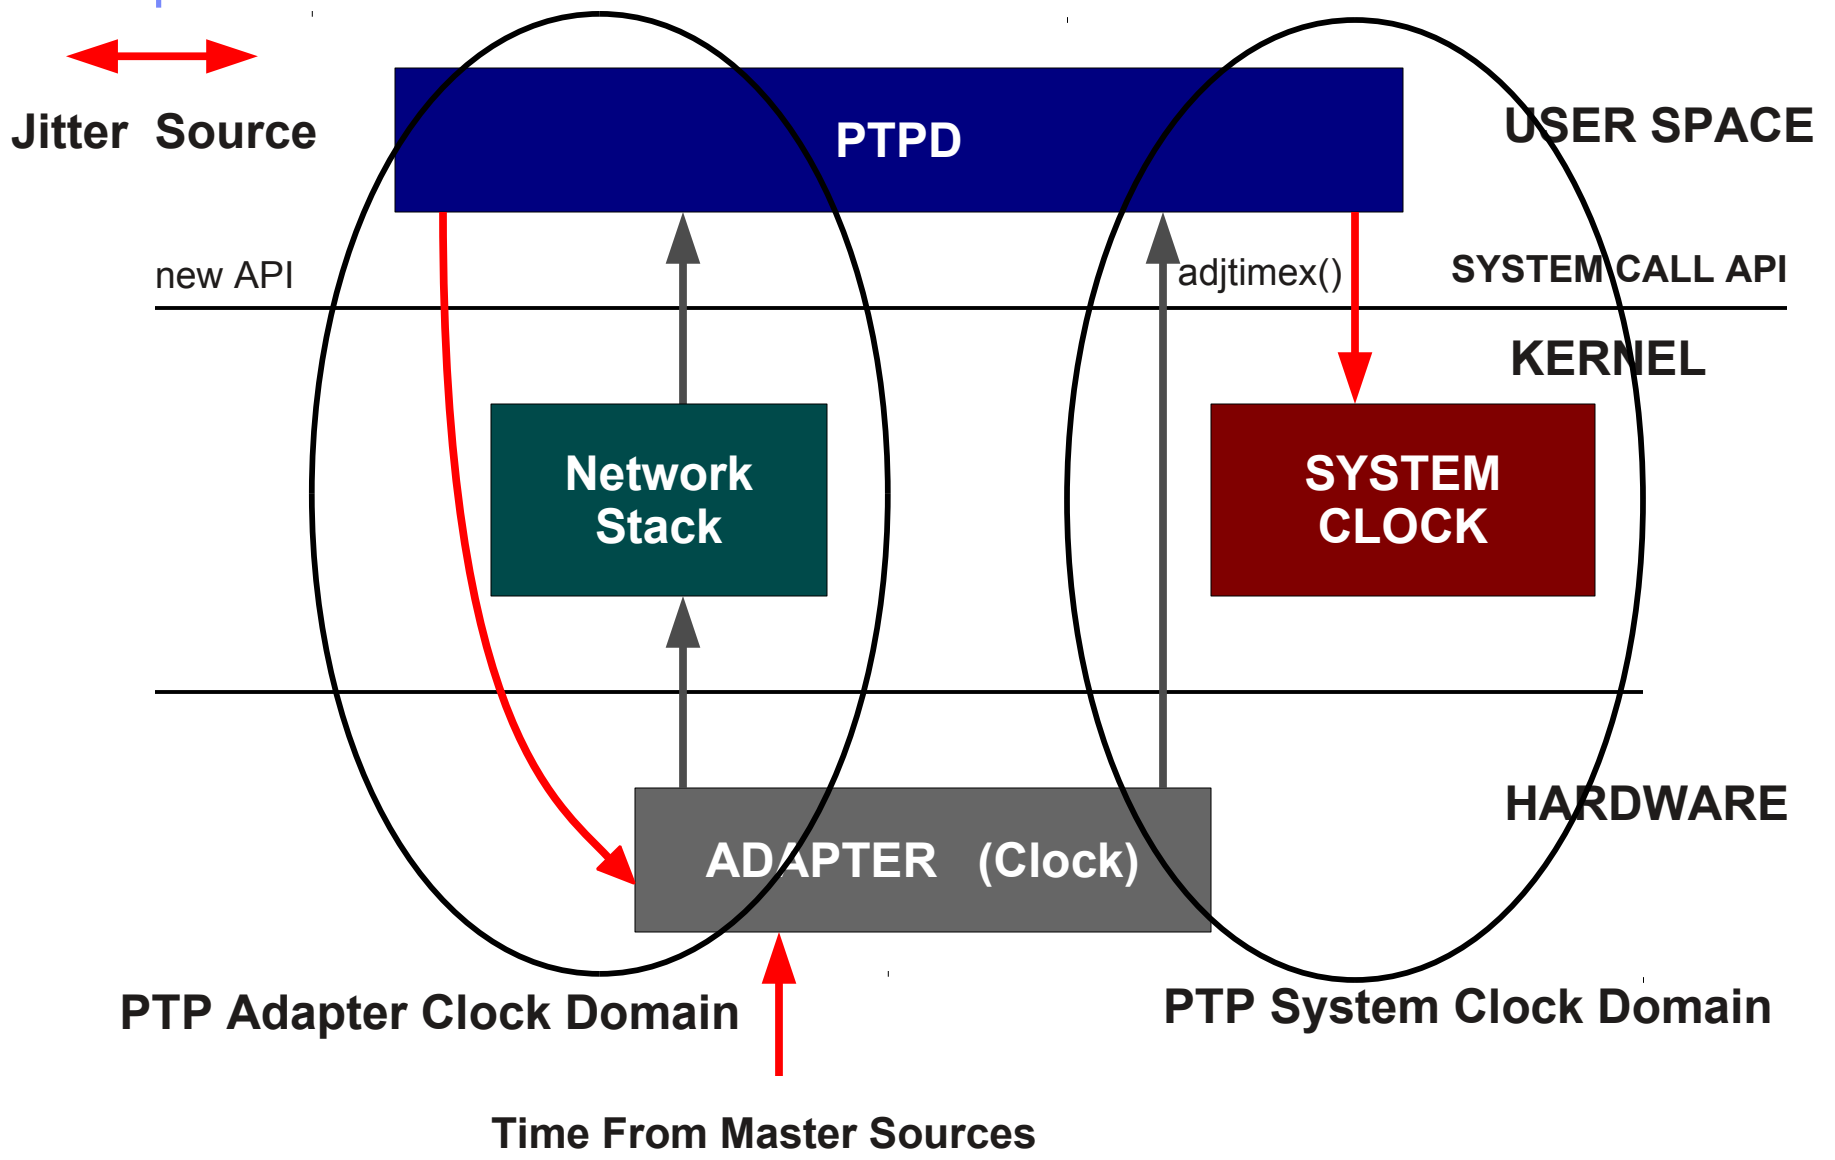 Jitter Source
PTPD
USER SPACE
new API
adjtimex()
SYSTEM CALL API
KERNEL
Network
Stack
SYSTEM
CLOCK
HARDWARE
ADAPTER (Clock)
PTP Adapter Clock Domain
PTP System Clock Domain
Time From Master Sources